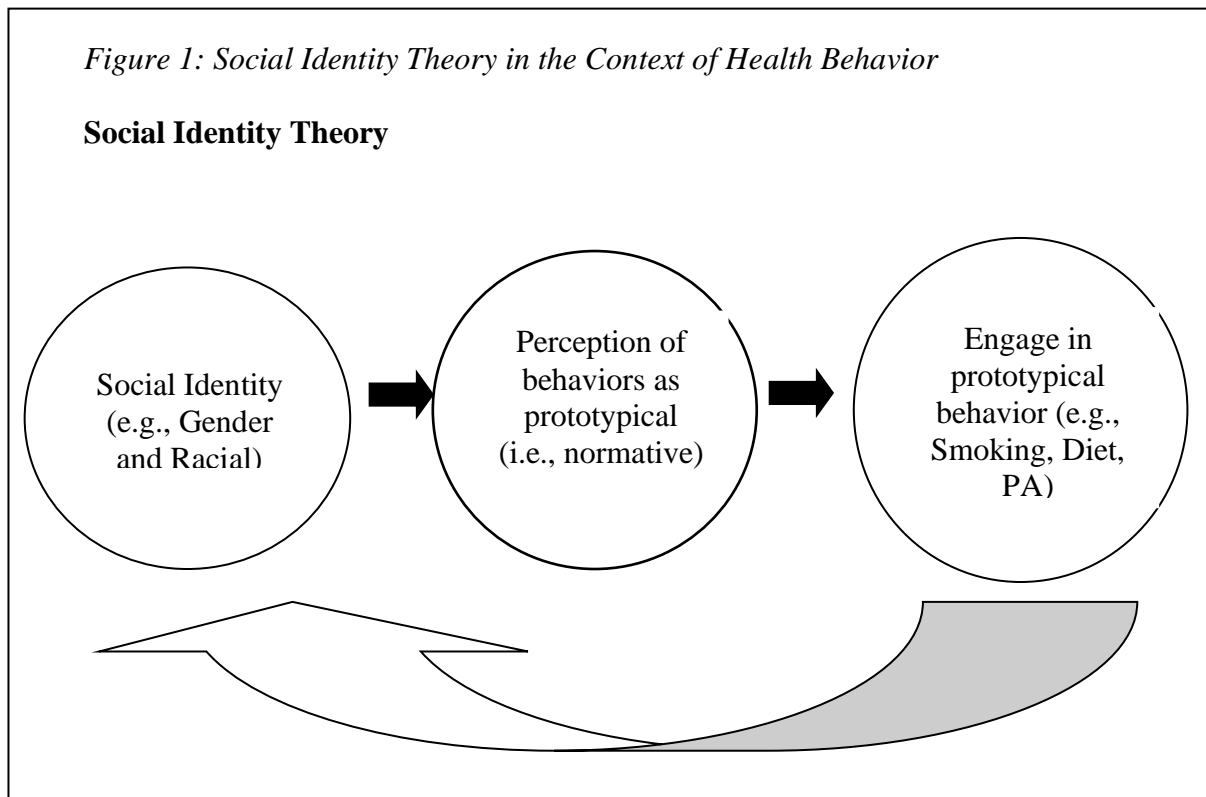 Figure 1: Social Identity Theory in the Context of Health Behavior
Social Identity Theory
Social Identity
(e.g., Gender
and Racial)
Perception of
behaviors as
prototypical
(i.e., normative)
Engage in
prototypical
behavior (e.g.,
Smoking, Diet,
PA)